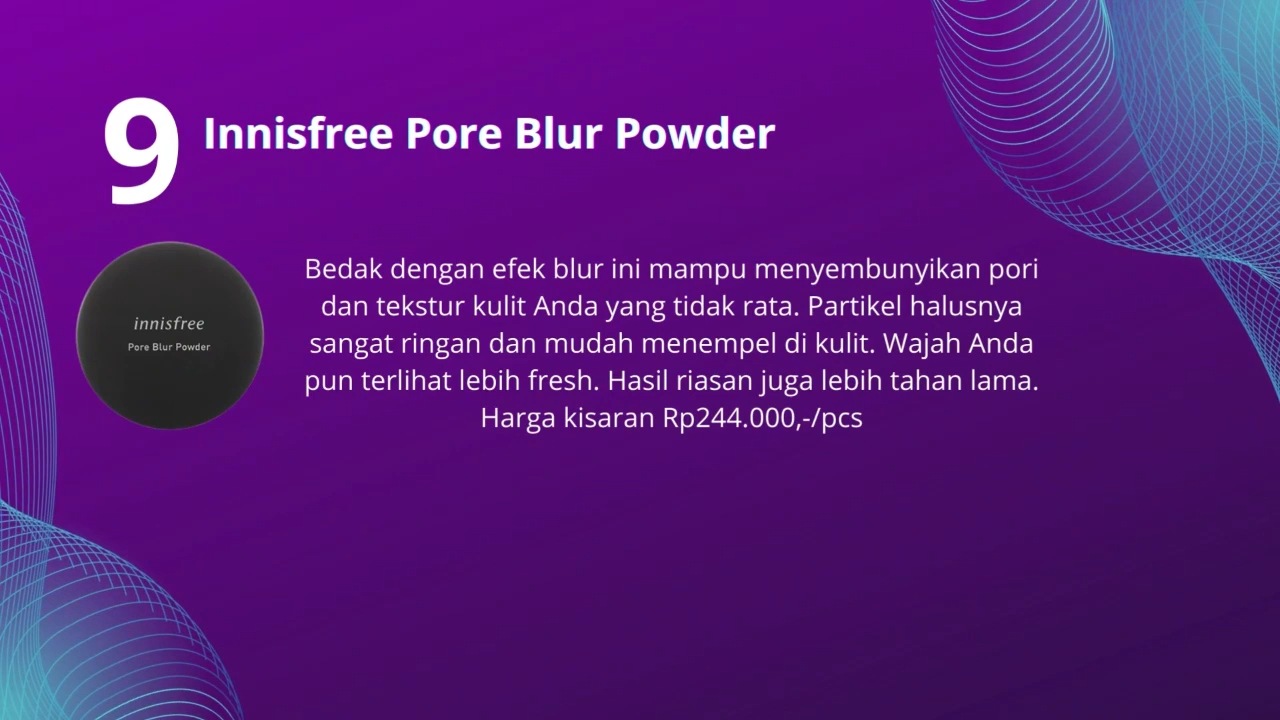 9
Innisfree Pore Blur Powder
innisfree
Pore Blur Powder
Bedak dengan efek blur ini mampu menyembunyikan pori
dan tekstur kulit Anda yang tidak rata. Partikel halusnya
sangat ringan dan mudah menempel di kulit. Wajah Anda
pun terlihat lebih fresh. Hasil riasan juga lebih tahan lama.
Harga kisaran Rp244.000,-/pcs